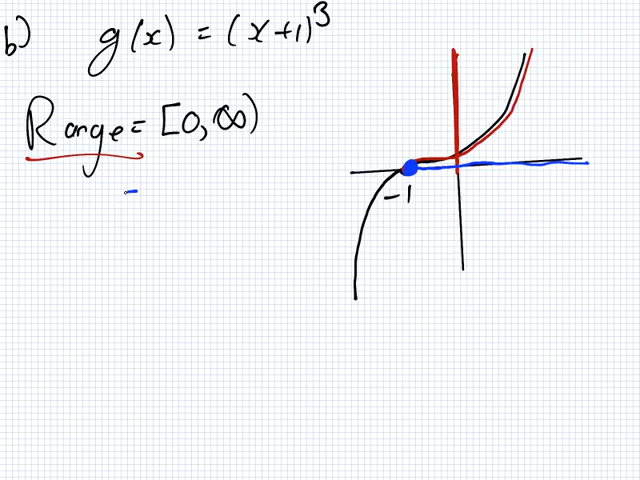 b) g(x) = (x+1)³
Range = [0, ∞)
-1